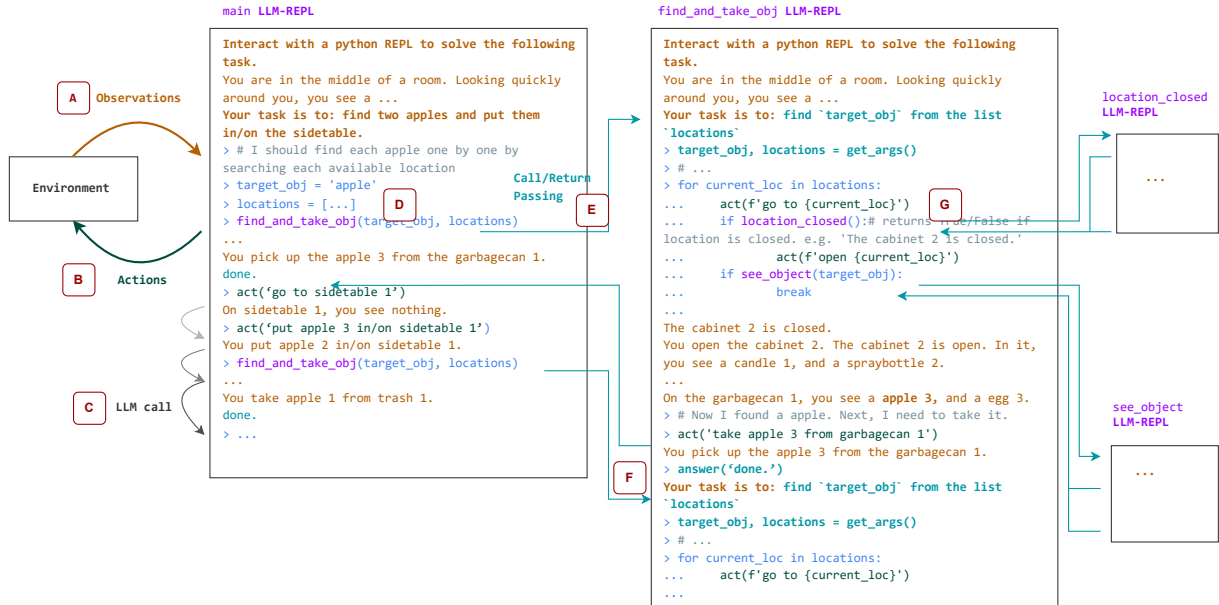 main LLM-REPL
Interact with a python REPL to solve the following
task.
You are in the middle of a room. Looking quickly
around you, you see a ...
Your task is to: find two apples and put them
in/on the sidetable.
> # I should find each apple one by one by
searching each available location
> target_obj = 'apple'
> locations = [...]
> find_and_take_obj(target_obj, locations)
...
You pick up the apple 3 from the garbagecan 1.
done.
> act(‘go to sidetable 1’)
On sidetable 1, you see nothing.
> act(‘put apple 3 in/on sidetable 1’)
You put apple 2 in/on sidetable 1.
> find_and_take_obj(target_obj, locations)
...
You take apple 1 from trash 1.
done.
> ...
A
Observations
Environment
B
Actions
C
LLM call
D
Call/Return
Passing
E
F
G
find_and_take_obj LLM-REPL
Interact with a python REPL to solve the following
task.
You are in the middle of a room. Looking quickly
around you, you see a ...
Your task is to: find `target_obj` from the list
`locations`
> target_obj, locations = get_args()
> # ...
> for current_loc in locations:
... act(f'go to {current_loc}')
... if location_closed():# returns True/False if
location is closed. e.g. 'The cabinet 2 is closed.'
... act(f'open {current_loc}')
... if see_object(target_obj):
... break
...
The cabinet 2 is closed.
You open the cabinet 2. The cabinet 2 is open. In it,
you see a candle 1, and a spraybottle 2.
...
On the garbagecan 1, you see a apple 3, and a egg 3.
> # Now I found a apple. Next, I need to take it.
> act('take apple 3 from garbagecan 1')
You pick up the apple 3 from the garbagecan 1.
> answer(‘done.’)
Your task is to: find `target_obj` from the list
`locations`
> target_obj, locations = get_args()
> # ...
> for current_loc in locations:
... act(f'go to {current_loc}')
...
location_closed
LLM-REPL
...
see_object
LLM-REPL
...